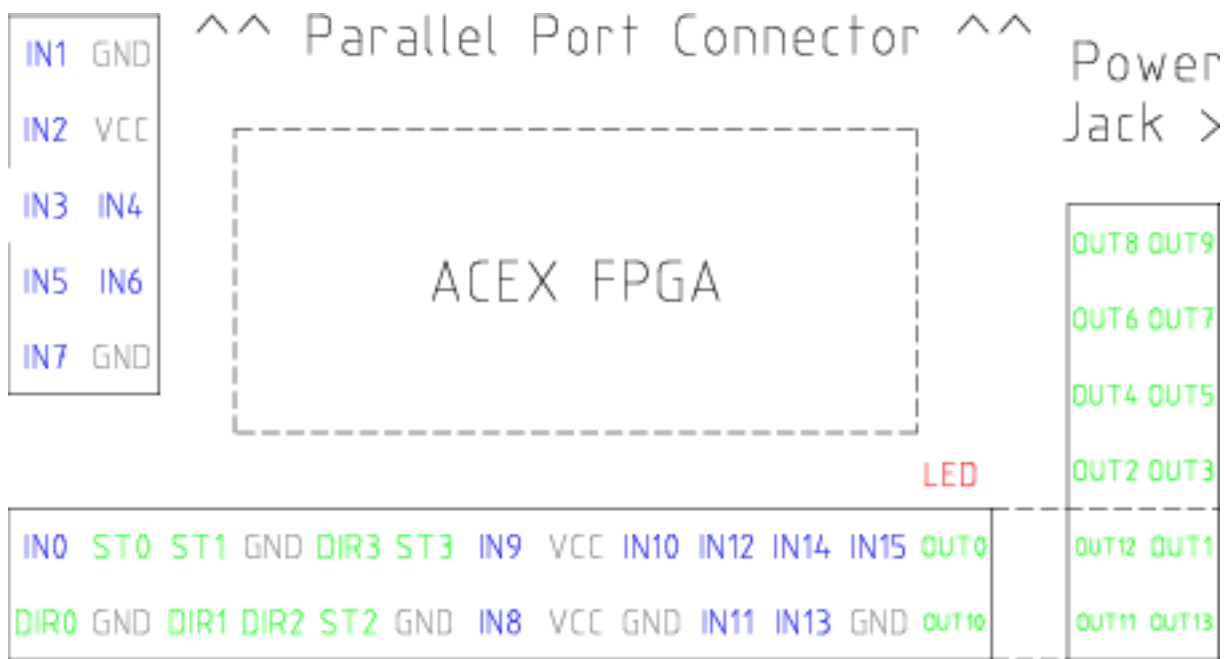 ^^ Parallel Port Connector ^^
Power
Jack >
IN1 GND
IN2 VCC
IN3 IN4
IN5 IN6
IN7 GND
ACEX FPGA
OUT8 OUT9
OUT6 OUT7
OUT4 OUT5
OUT2 OUT3
LED
IN0 ST0 ST1 GND DIR3 ST3 IN9 VCC IN10 IN12 IN14 IN15 OUT0 OUT12 OUT1
DIR0 GND DIR1 DIR2 ST2 GND IN8 VCC GND IN11 IN13 GND OUT10 OUT11 OUT13